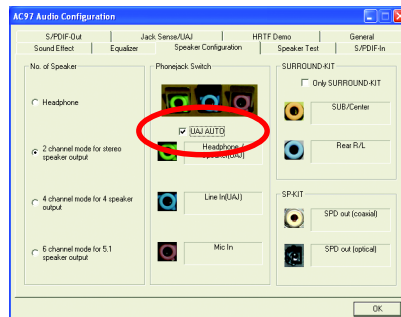 AC97 Audio Configuration
S/PDIF-Out
Jack Sense/UAJ
HRTF Demo
General
Sound Effect
Equalizer
Speaker Configuration
Speaker Test
S/PDIF-In
No. of Speaker
Headphone
2 channel mode for stereo
speaker output
4 channel mode for 4 speaker
output
6 channel mode for 5.1
speaker output
Phonejack Switch
UAJ AUTO
Headphone /
Speaker(UAJ)
Line In(UAJ)
Mic In
SURROUND-KIT
Only SURROUND-KIT
SUB/Center
Rear R/L
SP-KIT
SPD out (coaxial)
SPD out (optical)
OK